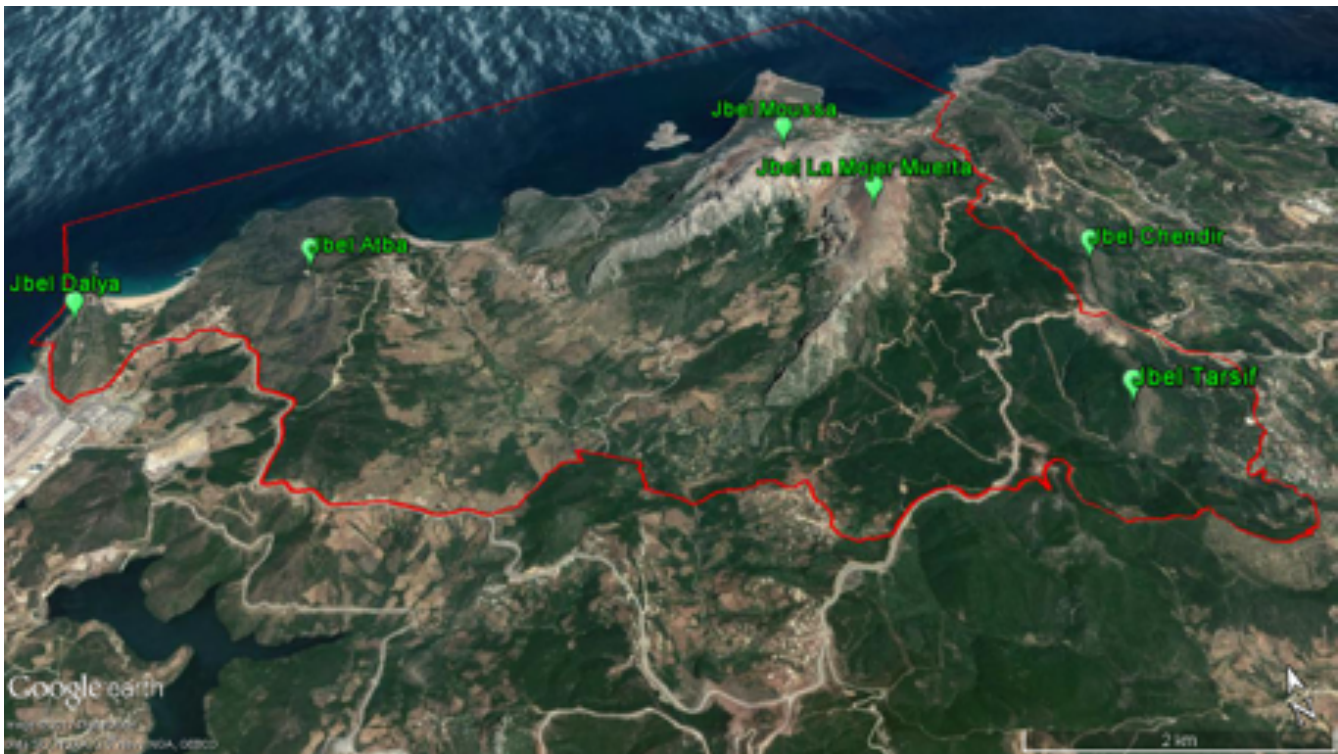 Jbel Moussa
Jbel La Mojer Muerta
Jbel Chendir
Jbel Atba
Jbel Dalya
Jbel Tarsif
Google earth
2 km